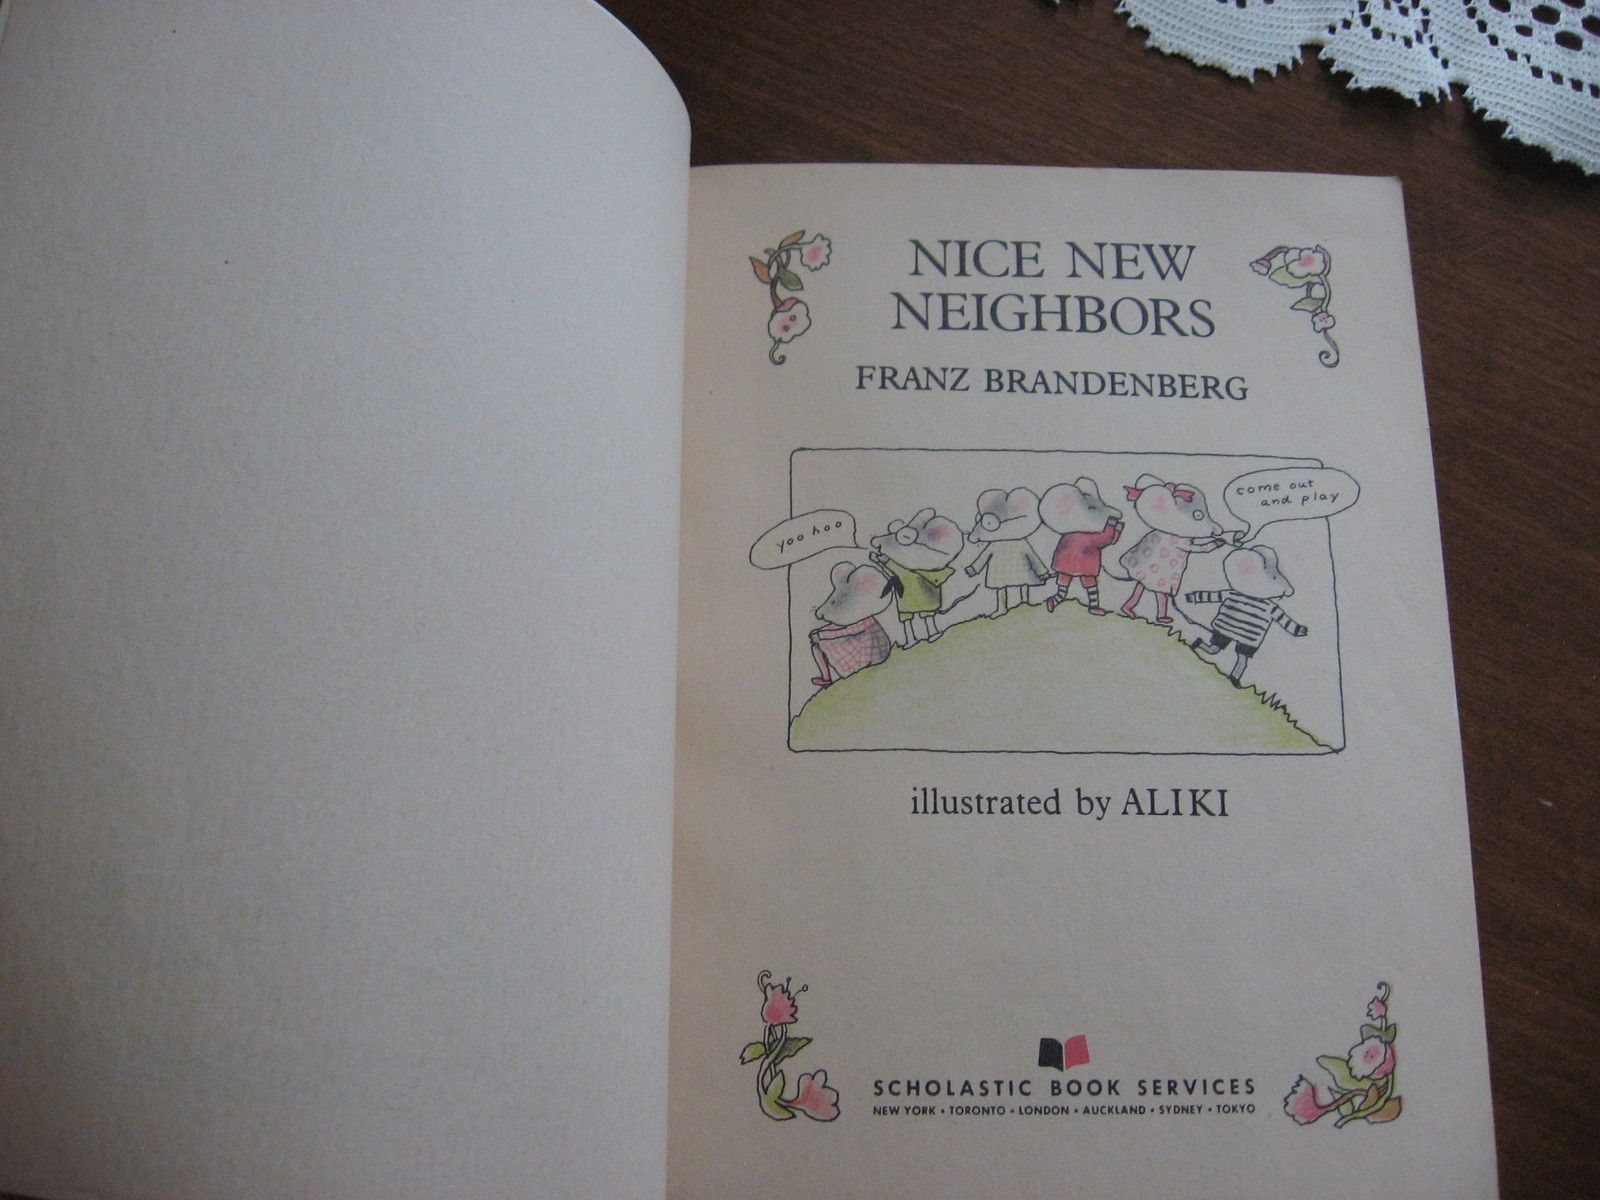 NICE NEW
NEIGHBORS
FRANZ BRANDENBERG
yoo hoo
come out
and play
illustrated by ALIKI
SCHOLASTIC BOOK SERVICES
NEW YORK • TORONTO • LONDON • AUCKLAND • SYDNEY • TOKYO